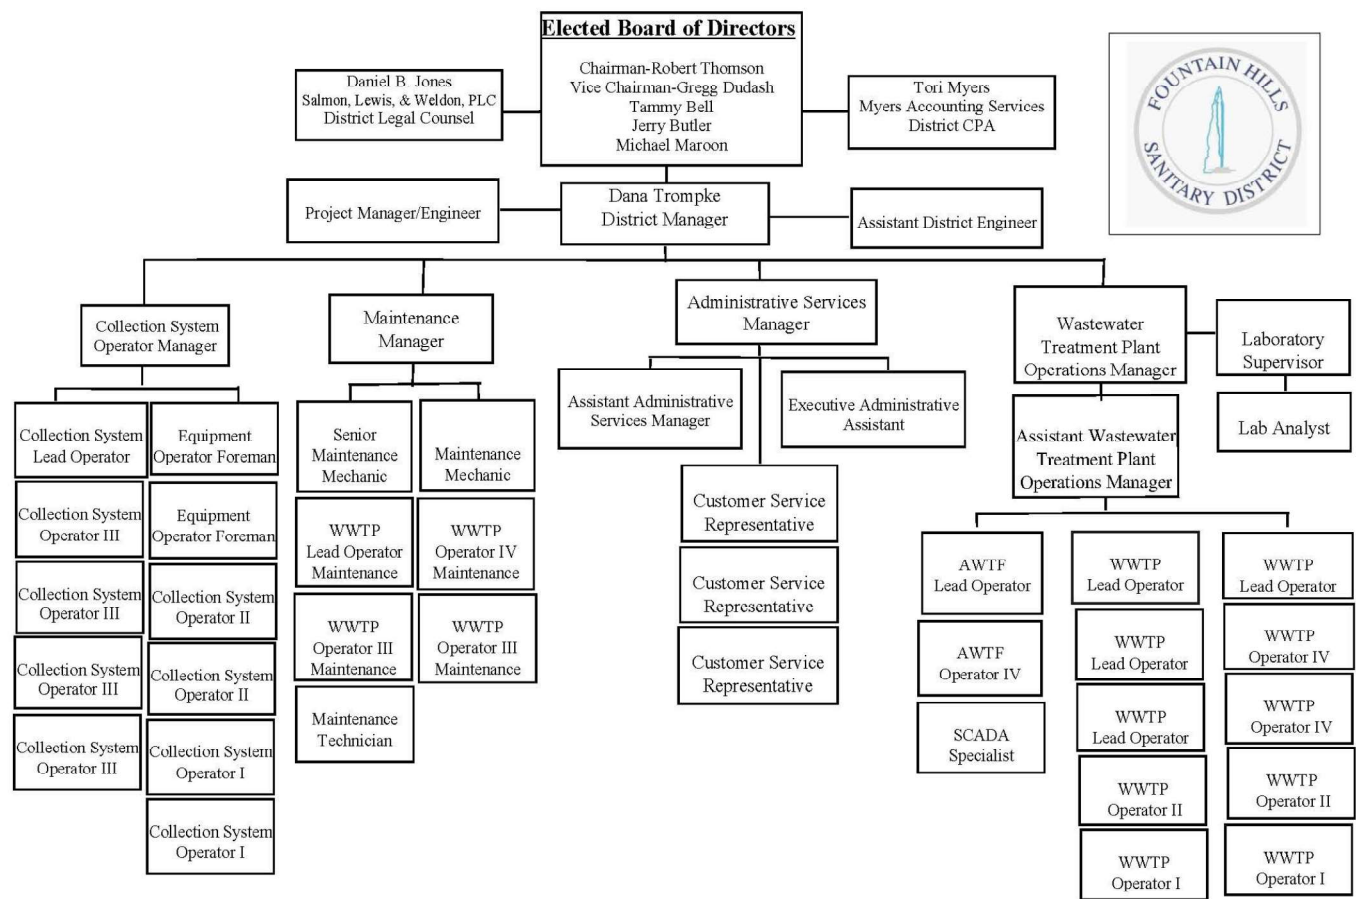 Elected Board of Directors
Chairman-Robert Thomson
Vice Chairman-Gregg Dudash
Tammy Bell
Jerry Butler
Michael Maroon
Daniel B. Jones
Salmon, Lewis, & Weldon, PLC
District Legal Counsel
Tori Myers
Myers Accounting Services
District CPA
FOUNTAIN HILLS
SANITARY DISTRICT
Project Manager/Engineer
Dana Trompke
District Manager
Assistant District Engineer
Collection System
Operator Manager
Maintenance
Manager
Administrative Services
Manager
Wastewater
Treatment Plant
Operations Manager
Laboratory
Supervisor
Lab Analyst
Collection System
Lead Operator
Collection System
Operator III
Collection System
Operator III
Collection System
Operator III
Collection System
Operator III
Equipment
Operator Foreman
Equipment
Operator Foreman
Collection System
Operator II
Collection System
Operator II
Collection System
Operator I
Collection System
Operator I
Senior
Maintenance
Mechanic
WWTP
Lead Operator
Maintenance
WWTP
Operator III
Maintenance
Maintenance
Technician
Maintenance
Mechanic
WWTP
Operator IV
Maintenance
WWTP
Operator III
Maintenance
Assistant Administrative
Services Manager
Executive Administrative
Assistant
Customer Service
Representative
Customer Service
Representative
Customer Service
Representative
Assistant Wastewater
Treatment Plant
Operations Manager
AWTF
Lead Operator
AWTF
Operator IV
SCADA
Specialist
WWTP
Lead Operator
WWTP
Lead Operator
WWTP
Lead Operator
WWTP
Operator II
WWTP
Operator I
WWTP
Lead Operator
WWTP
Operator IV
WWTP
Operator IV
WWTP
Operator II
WWTP
Operator I